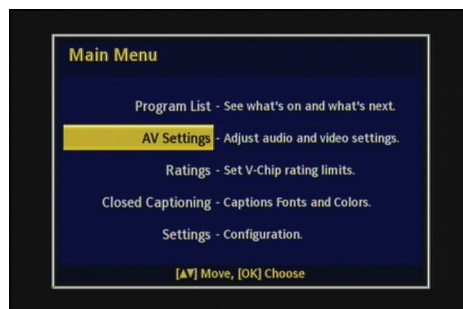 Main Menu
Program List - See what's on and what's next.
AV Settings - Adjust audio and video settings.
Ratings - Set V-Chip rating limits.
Closed Captioning - Captions Fonts and Colors.
Settings - Configuration.
[▲▼] Move, [OK] Choose